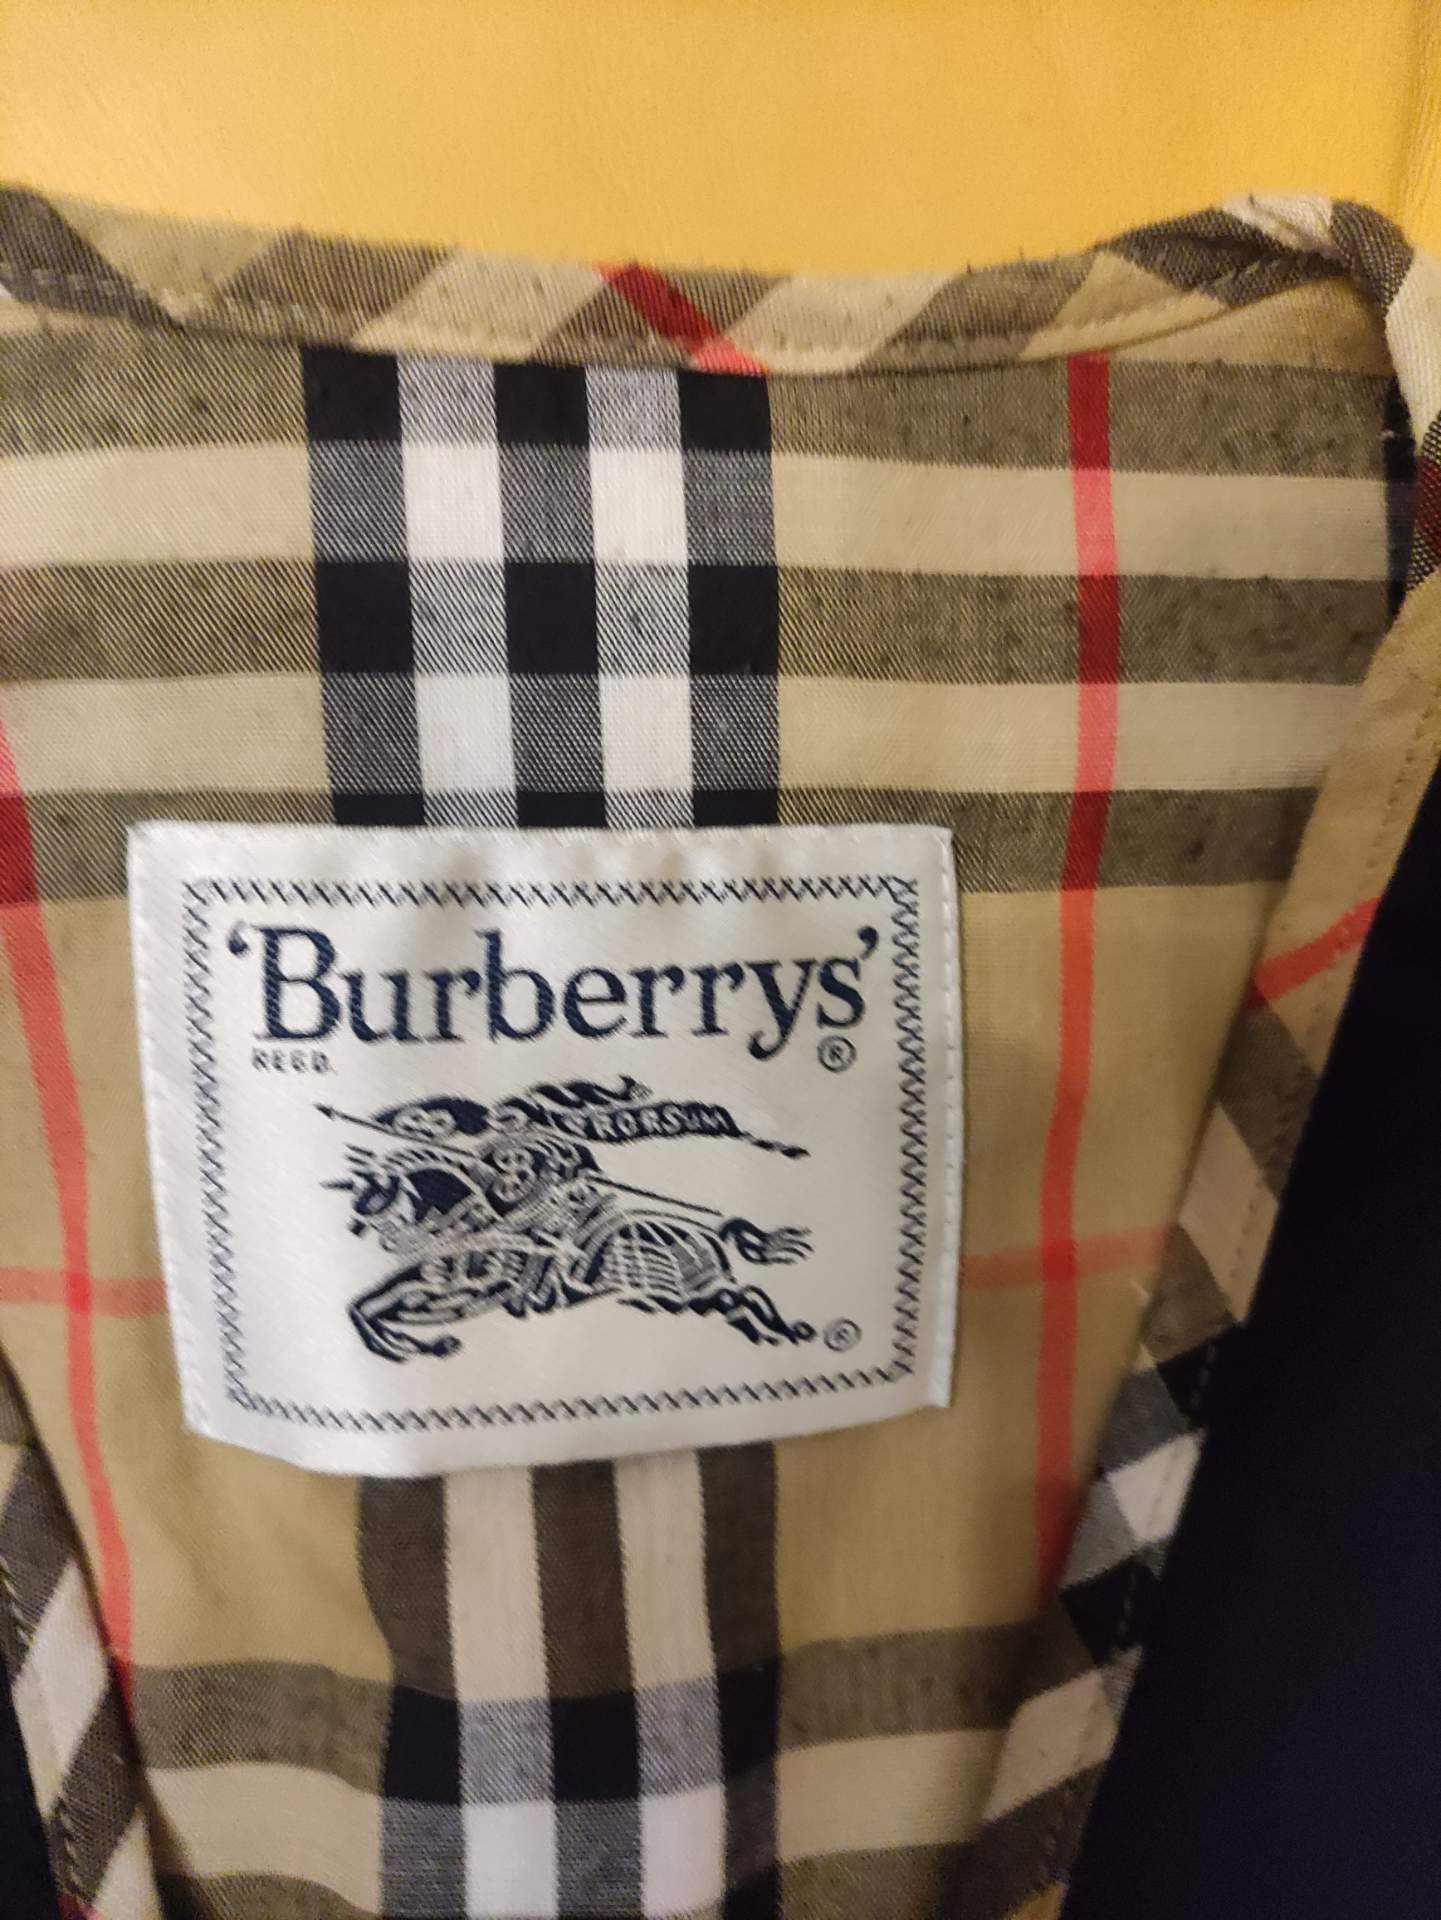 ‘Burberrys’
REGD. ®
PRORSUM
®